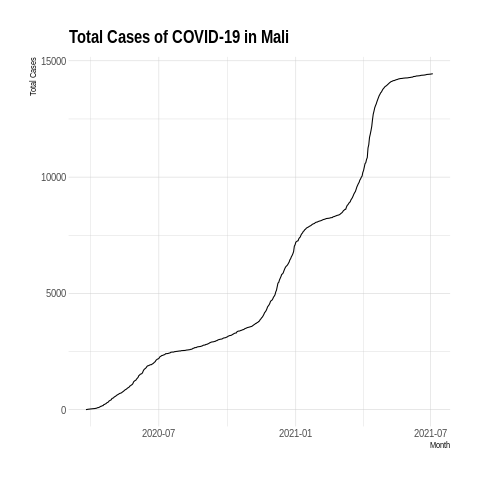 Total Cases of COVID-19 in Mali
Total Cases
15000
10000
5000
0
2020-07
2021-01
2021-07
Month